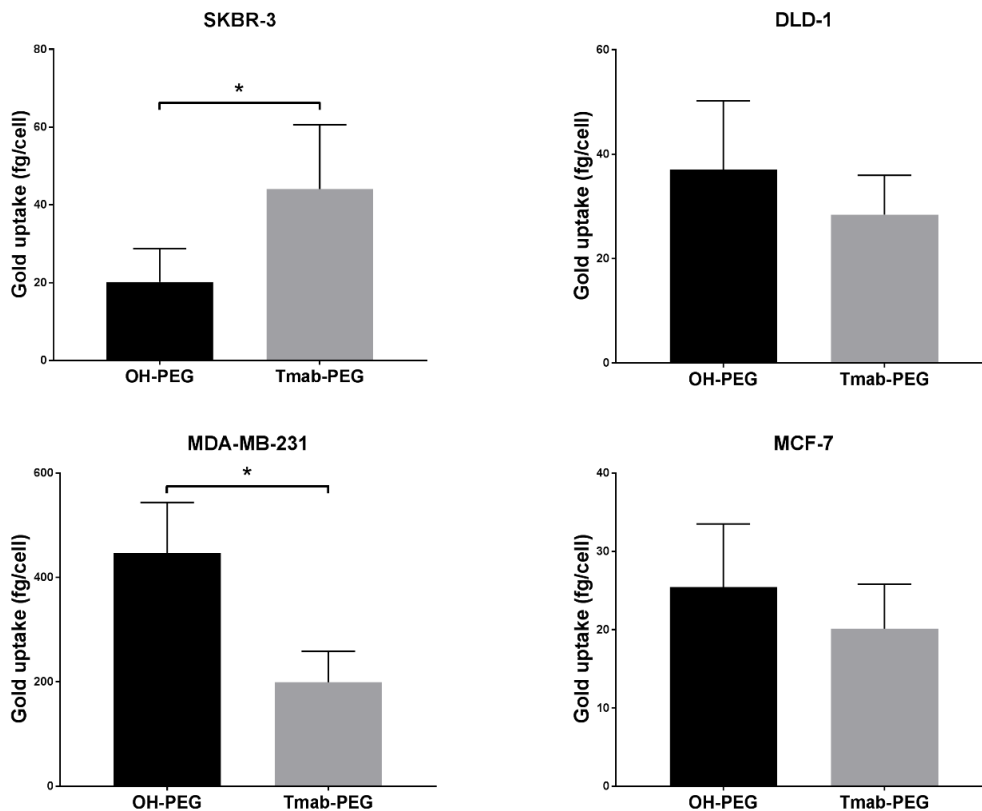 SKBR-3
Gold uptake (fg/cell)
80
60
40
20
0
*
OH-PEG Tmab-PEG
DLD-1
Gold uptake (fg/cell)
60
40
20
0
OH-PEG Tmab-PEG
MDA-MB-231
Gold uptake (fg/cell)
600
400
200
0
*
OH-PEG Tmab-PEG
MCF-7
Gold uptake (fg/cell)
40
30
20
10
0
OH-PEG Tmab-PEG